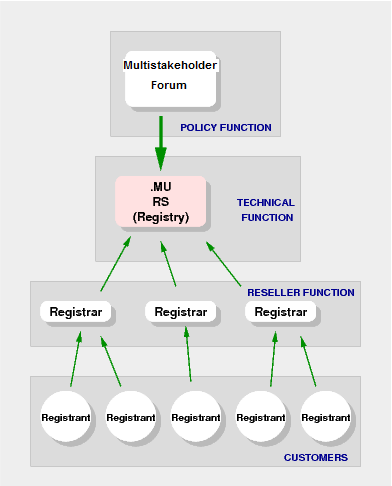 Multistakeholder
Forum
POLICY FUNCTION
.MU
RS
(Registry)
TECHNICAL
FUNCTION
RESELLER FUNCTION
Registrar
Registrar
Registrar
Registrant
Registrant
Registrant
Registrant
Registrant
CUSTOMERS